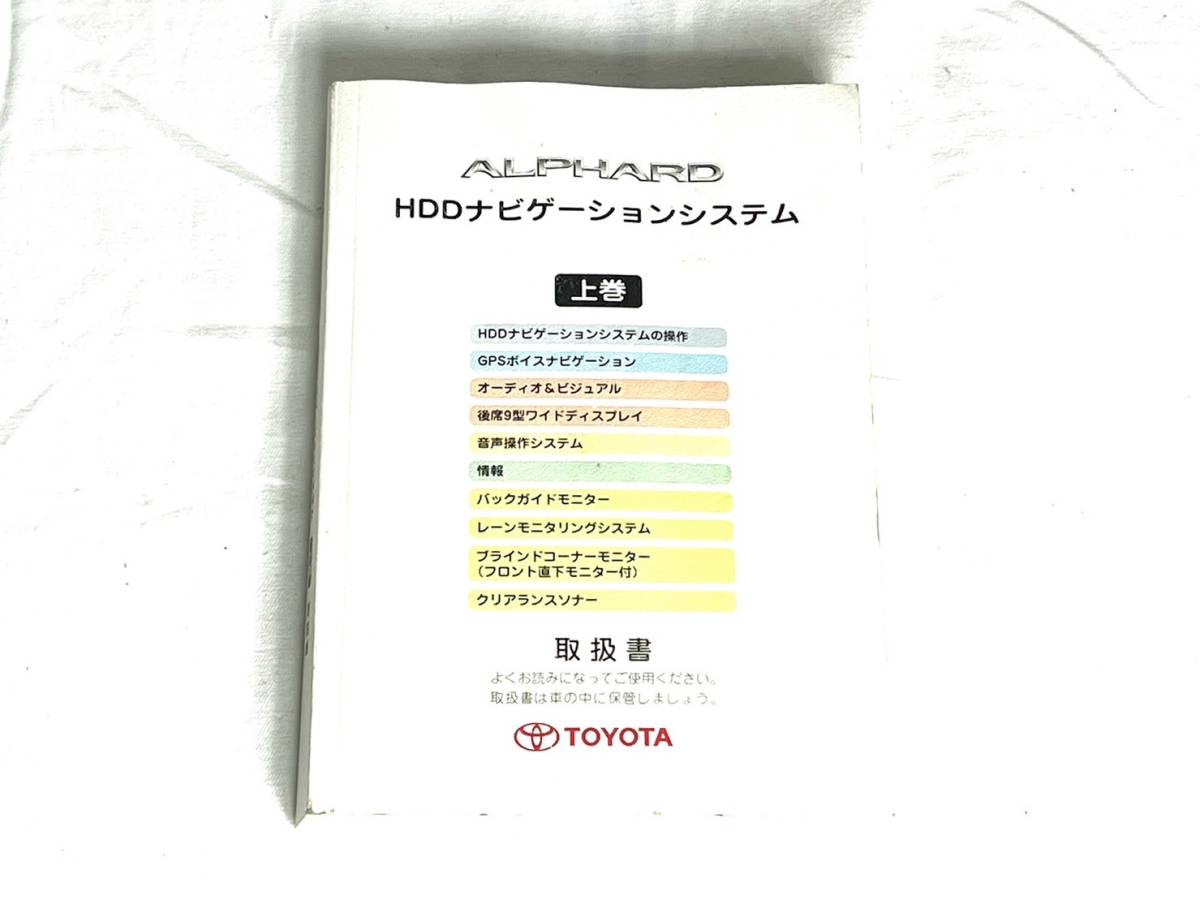 ALPHARD
HDDナビゲーションシステム
上巻
HDDナビゲーションシステムの操作
GPSボイスナビゲーション
オーディオ&ビジュアル
後席9型ワイドディスプレイ
音声操作システム
情報
バックガイドモニター
レーンモニタリングシステム
ブラインドコーナーモニター
(フロント直下モニター付)
クリアランスソナー
取扱書
よくお読みになってご使用ください。
取扱書は車の中に保管しましょう。
TOYOTA